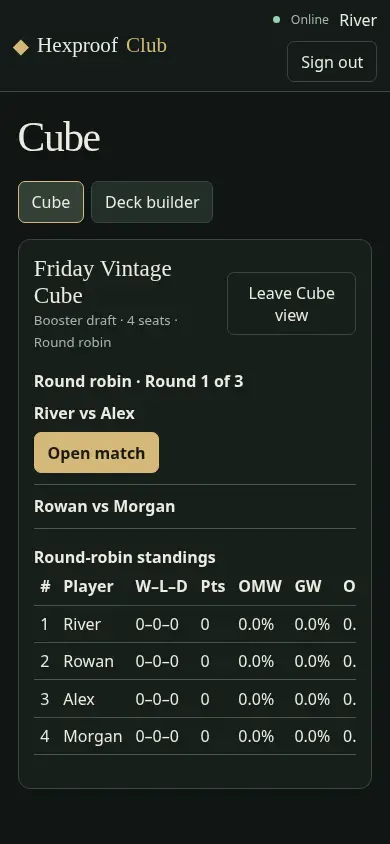 Online River
Hexproof Club
Sign out
Cube
Cube Deck builder
Friday Vintage
Cube
Booster draft · 4 seats ·
Round robin
Leave Cube
view
Round robin · Round 1 of 3
River vs Alex
Open match
Rowan vs Morgan
Round-robin standings
# Player W–L–D Pts OMW GW O
1 River 0–0–0 0 0.0% 0.0% 0.
2 Rowan 0–0–0 0 0.0% 0.0% 0.
3 Alex 0–0–0 0 0.0% 0.0% 0.
4 Morgan 0–0–0 0 0.0% 0.0% 0.